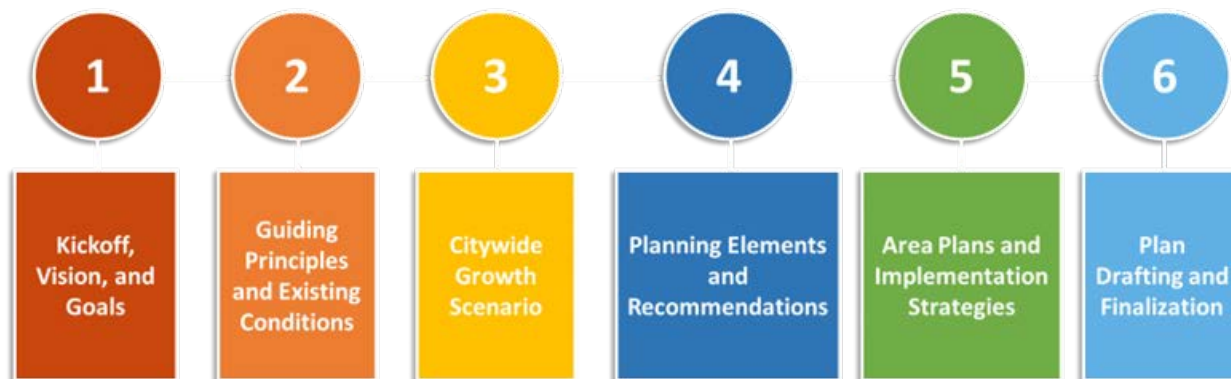 1
2
3
4
5
6
Kickoff,
Vision, and
Goals
Guiding
Principles
and Existing
Conditions
Citywide
Growth
Scenario
Planning Elements
and
Recommendations
Area Plans and
Implementation
Strategies
Plan
Drafting and
Finalization